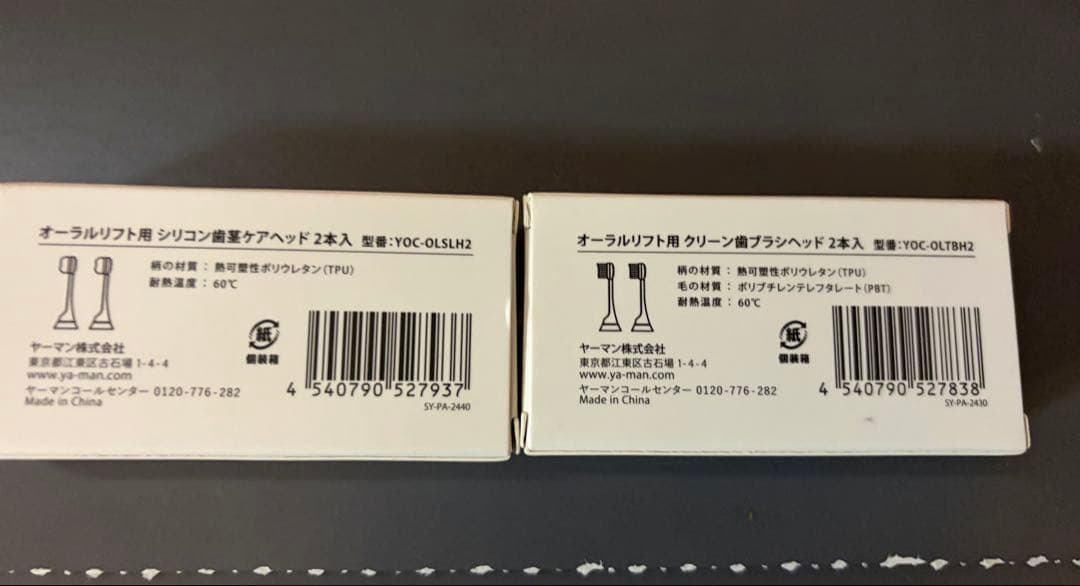 オーラルリフト用 シリコン歯茎ケアヘッド 2本入 型番:YOC-OLSLH2
柄の材質：熱可塑性ポリウレタン(TPU)
耐熱温度：60℃
紙
個装箱
ヤーマン株式会社
東京都江東区古石場 1-4-4
www.ya-man.com
ヤーマンコールセンター 0120-776-282
Made in China
4 540790 527937
SY-PA-2440
オーラルリフト用 クリーン歯ブラシヘッド 2本入 型番:YOC-OLTBH2
柄の材質：熱可塑性ポリウレタン(TPU)
毛の材質：ポリブチレンテレフタレート(PBT)
耐熱温度：60℃
紙
個装箱
ヤーマン株式会社
東京都江東区古石場 1-4-4
www.ya-man.com
ヤーマンコールセンター 0120-776-282
Made in China
4 540790 527838
SY-PA-2430